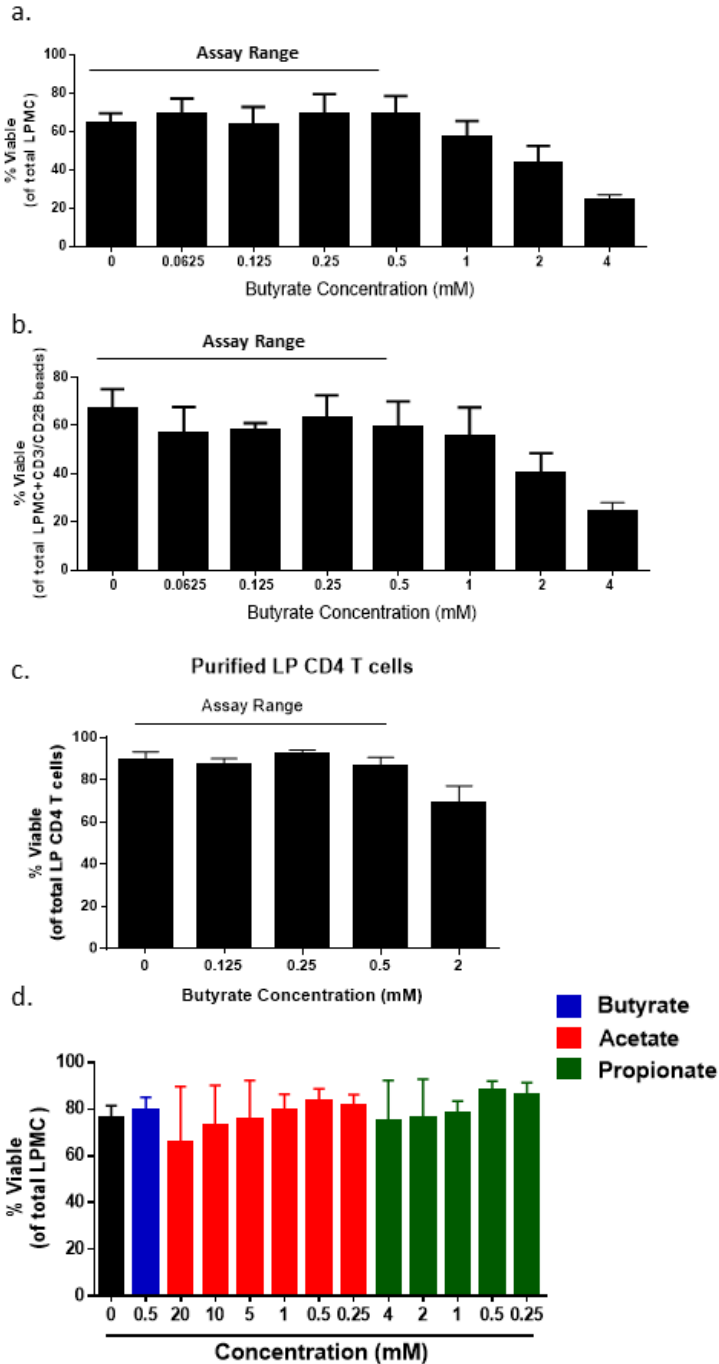 a.
Assay Range
% Viable
(of total LPMC)
100
80
60
40
20
0
0 0.0625 0.125 0.25 0.5 1 2 4
Butyrate Concentration (mM)
b.
Assay Range
% Viable
(of total LPMC+CD3/CD28 beads)
80
60
40
20
0
0 0.0625 0.125 0.25 0.5 1 2 4
Butyrate Concentration (mM)
c.
Purified LP CD4 T cells
Assay Range
% Viable
(of total LP CD4 T cells)
100
80
60
40
20
0
0 0.125 0.25 0.5 2
Butyrate Concentration (mM)
d.
Butyrate
Acetate
Propionate
% Viable
(of total LPMC)
100
80
60
40
20
0
0 0.5 20 10 5 1 0.5 0.25 4 2 1 0.5 0.25
Concentration (mM)